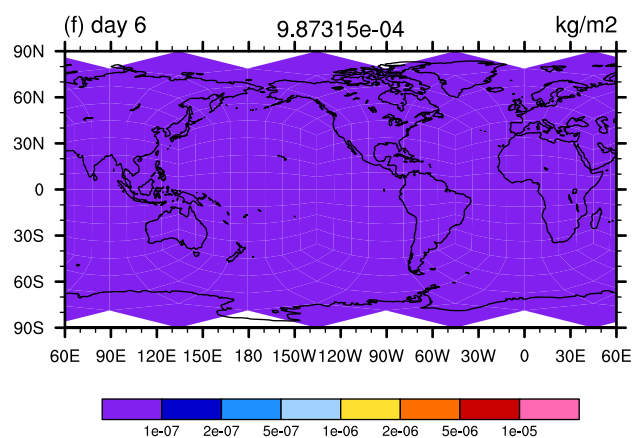 (f) day 6 9.87315e-04 kg/m2
90N
60N
30N
0
30S
60S
90S
60E 90E 120E 150E 180 150W 120W 90W 60W 30W 0 30E 60E
1e-07 2e-07 5e-07 1e-06 2e-06 5e-06 1e-05